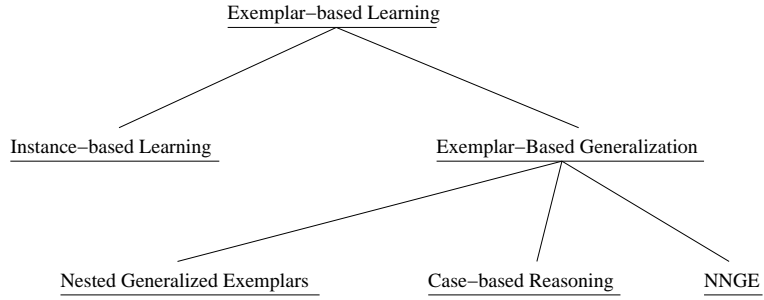 Exemplar−based Learning
Instance−based Learning
Exemplar−Based Generalization
Nested Generalized Exemplars
Case−based Reasoning
NNGE